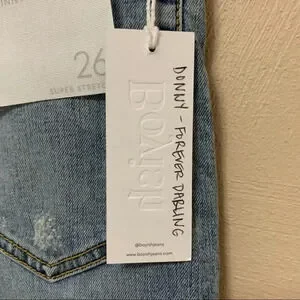 26
SUPER STRETCH
Boyish
DONNY - FOREVER DARLING
@boyishjeans
www.boyishjeans.com